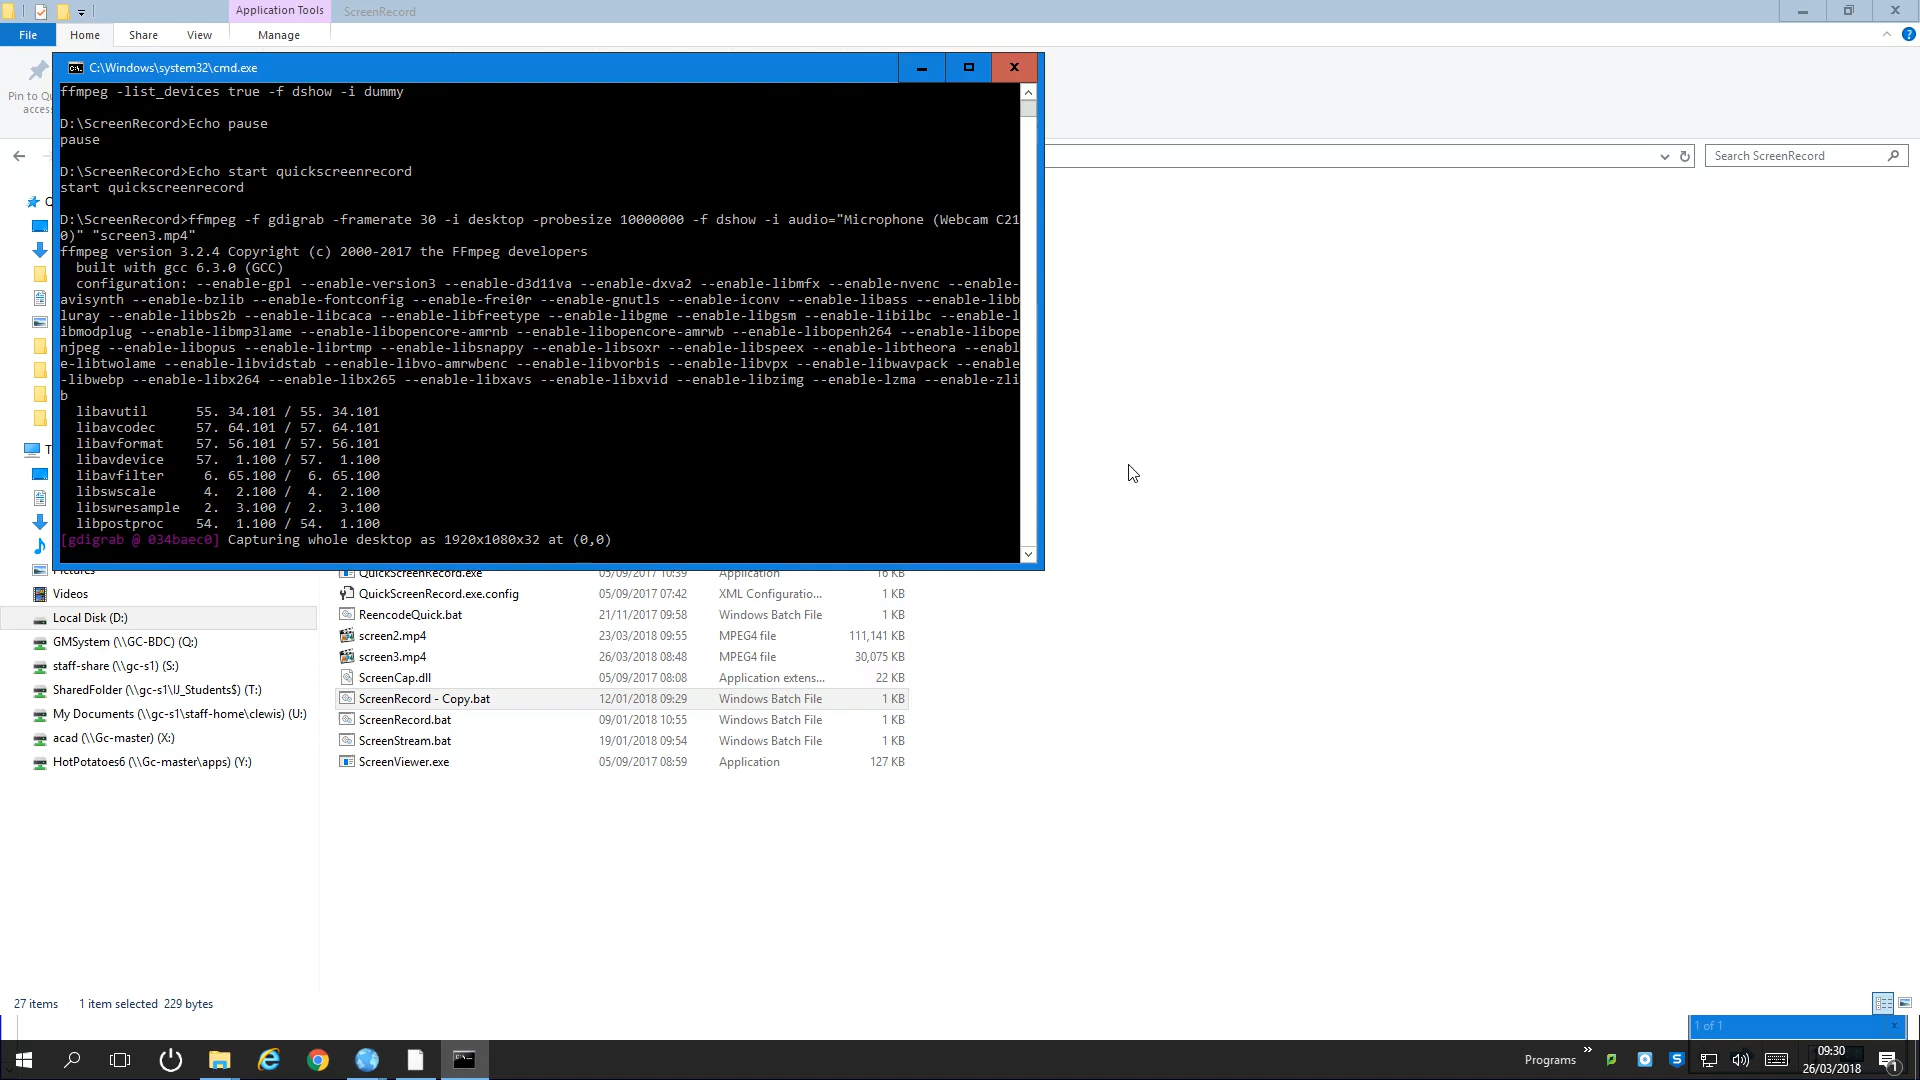 Application Tools
ScreenRecord
File
Home
Share
View
Manage
Pin to Qu
access
C:\Windows\system32\cmd.exe
ffmpeg -list_devices true -f dshow -i dummy
D:\ScreenRecord>Echo pause
pause
D:\ScreenRecord>Echo start quickscreenrecord
start quickscreenrecord
D:\ScreenRecord>ffmpeg -f gdigrab -framerate 30 -i desktop -probesize 10000000 -f dshow -i audio="Microphone (Webcam C21
0)" "screen3.mp4"
ffmpeg version 3.2.4 Copyright (c) 2000-2017 the FFmpeg developers
built with gcc 6.3.0 (GCC)
configuration: --enable-gpl --enable-version3 --enable-d3d11va --enable-dxva2 --enable-libmfx --enable-nvenc --enable-
avisynth --enable-bzlib --enable-fontconfig --enable-frei0r --enable-gnutls --enable-iconv --enable-libass --enable-libb
luray --enable-libbs2b --enable-libcaca --enable-libfreetype --enable-libgme --enable-libgsm --enable-libilbc --enable-l
ibmodplug --enable-libmp3lame --enable-libopencore-amrnb --enable-libopencore-amrwb --enable-libopenh264 --enable-libope
njpeg --enable-libopus --enable-librtmp --enable-libsnappy --enable-libsoxr --enable-libspeex --enable-libtheora --enabl
e-libtwolame --enable-libvidstab --enable-libvo-amrwbenc --enable-libvorbis --enable-libvpx --enable-libwavpack --enable
-libwebp --enable-libx264 --enable-libx265 --enable-libxavs --enable-libxvid --enable-libzimg --enable-lzma --enable-zli
b
libavutil 55. 34.101 / 55. 34.101
libavcodec 57. 64.101 / 57. 64.101
libavformat 57. 56.101 / 57. 56.101
libavdevice 57. 1.100 / 57. 1.100
libavfilter 6. 65.100 / 6. 65.100
libswscale 4. 2.100 / 4. 2.100
libswresample 2. 3.100 / 2. 3.100
libpostproc 54. 1.100 / 54. 1.100
[gdigrab @ 034baec0] Capturing whole desktop as 1920x1080x32 at (0,0)
Search ScreenRecord
Pictures
Videos
Local Disk (D:)
GMSystem (\\GC-BDC) (Q:)
staff-share (\\gc-s1) (S:)
SharedFolder (\\gc-s1\IJ_Students$) (T:)
My Documents (\\gc-s1\staff-home\clewis) (U:)
acad (\\Gc-master) (X:)
HotPotatoes6 (\\Gc-master\apps) (Y:)
QuickScreenRecord.exe 05/09/2017 10:39 Application 16 KB
QuickScreenRecord.exe.config 05/09/2017 07:42 XML Configuratio... 1 KB
ReencodeQuick.bat 21/11/2017 09:58 Windows Batch File 1 KB
screen2.mp4 23/03/2018 09:55 MPEG4 file 111,141 KB
screen3.mp4 26/03/2018 08:48 MPEG4 file 30,075 KB
ScreenCap.dll 05/09/2017 08:08 Application extens... 22 KB
ScreenRecord - Copy.bat 12/01/2018 09:29 Windows Batch File 1 KB
ScreenRecord.bat 09/01/2018 10:55 Windows Batch File 1 KB
ScreenStream.bat 19/01/2018 09:54 Windows Batch File 1 KB
ScreenViewer.exe 05/09/2017 08:59 Application 127 KB
27 items 1 item selected 229 bytes
1 of 1
Programs
09:30
26/03/2018